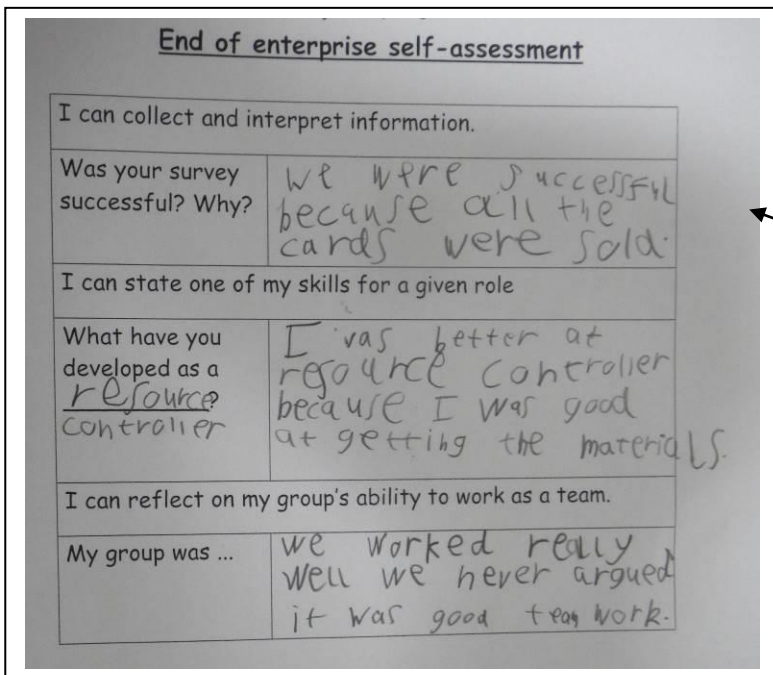 End of enterprise self-assessment
I can collect and interpret information.
Was your survey
successful? Why?
we were successful
because all the
cards were sold.
I can state one of my skills for a given role
What have you
developed as a
resource?
controller
I was better at
resource controller
because I was good
at getting the materials.
I can reflect on my group's ability to work as a team.
My group was ...
we worked really
well we never argued
it was good team work.